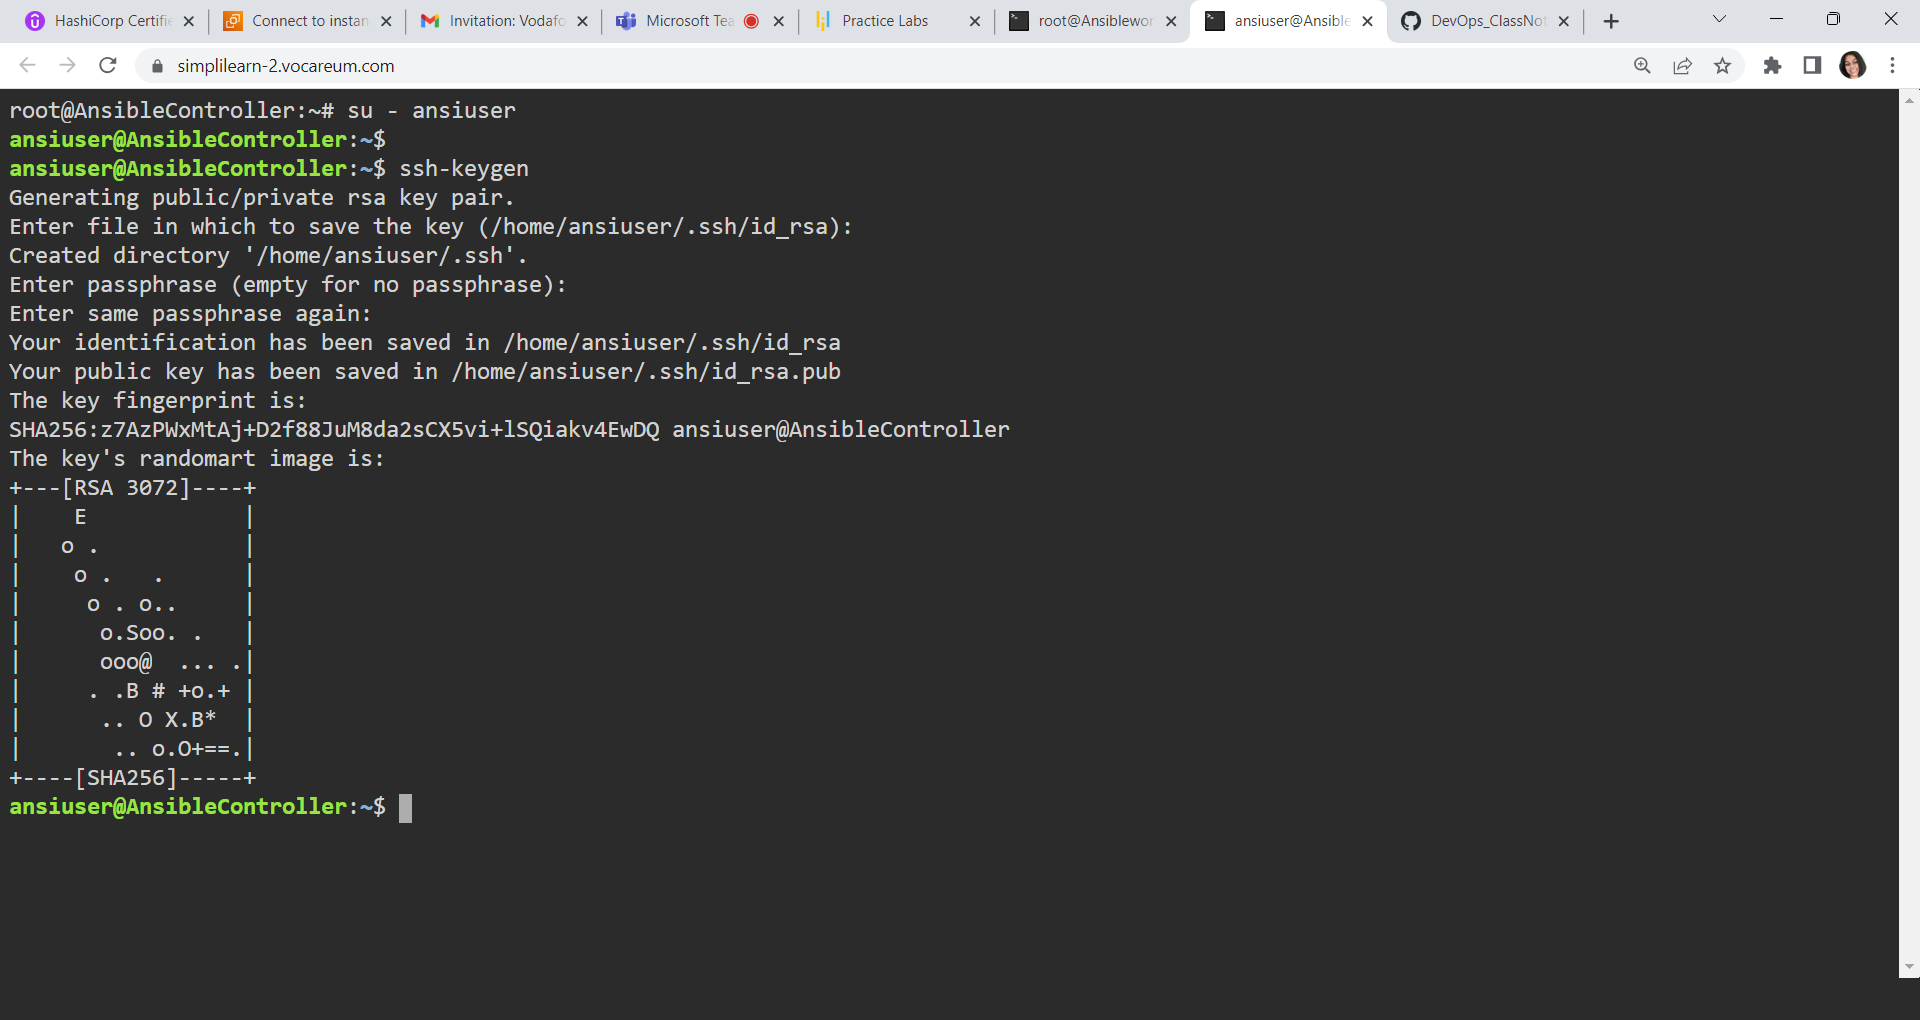 HashiCorp Certifie
Connect to instan
Invitation: Vodafo
Microsoft Tea
Practice Labs
root@Ansiblewor
ansiuser@Ansible
DevOps_ClassNot
simplilearn-2.vocareum.com
root@AnsibleController:~# su - ansiuser
ansiuser@AnsibleController:~$
ansiuser@AnsibleController:~$ ssh-keygen
Generating public/private rsa key pair.
Enter file in which to save the key (/home/ansiuser/.ssh/id_rsa):
Created directory '/home/ansiuser/.ssh'.
Enter passphrase (empty for no passphrase):
Enter same passphrase again:
Your identification has been saved in /home/ansiuser/.ssh/id_rsa
Your public key has been saved in /home/ansiuser/.ssh/id_rsa.pub
The key fingerprint is:
SHA256:z7AzPWxMtAj+D2f88JuM8da2sCX5vi+lSQiakv4EwDQ ansiuser@AnsibleController
The key's randomart image is:
+---[RSA 3072]----+
|    E            |
|   o .           |
|    o .   .      |
|     o . o..     |
|      o.Soo. .   |
|      ooo@  ... .|
|     . .B # +o.+ |
|      .. O X.B*  |
|       .. o.O+==.|
+----[SHA256]-----+
ansiuser@AnsibleController:~$